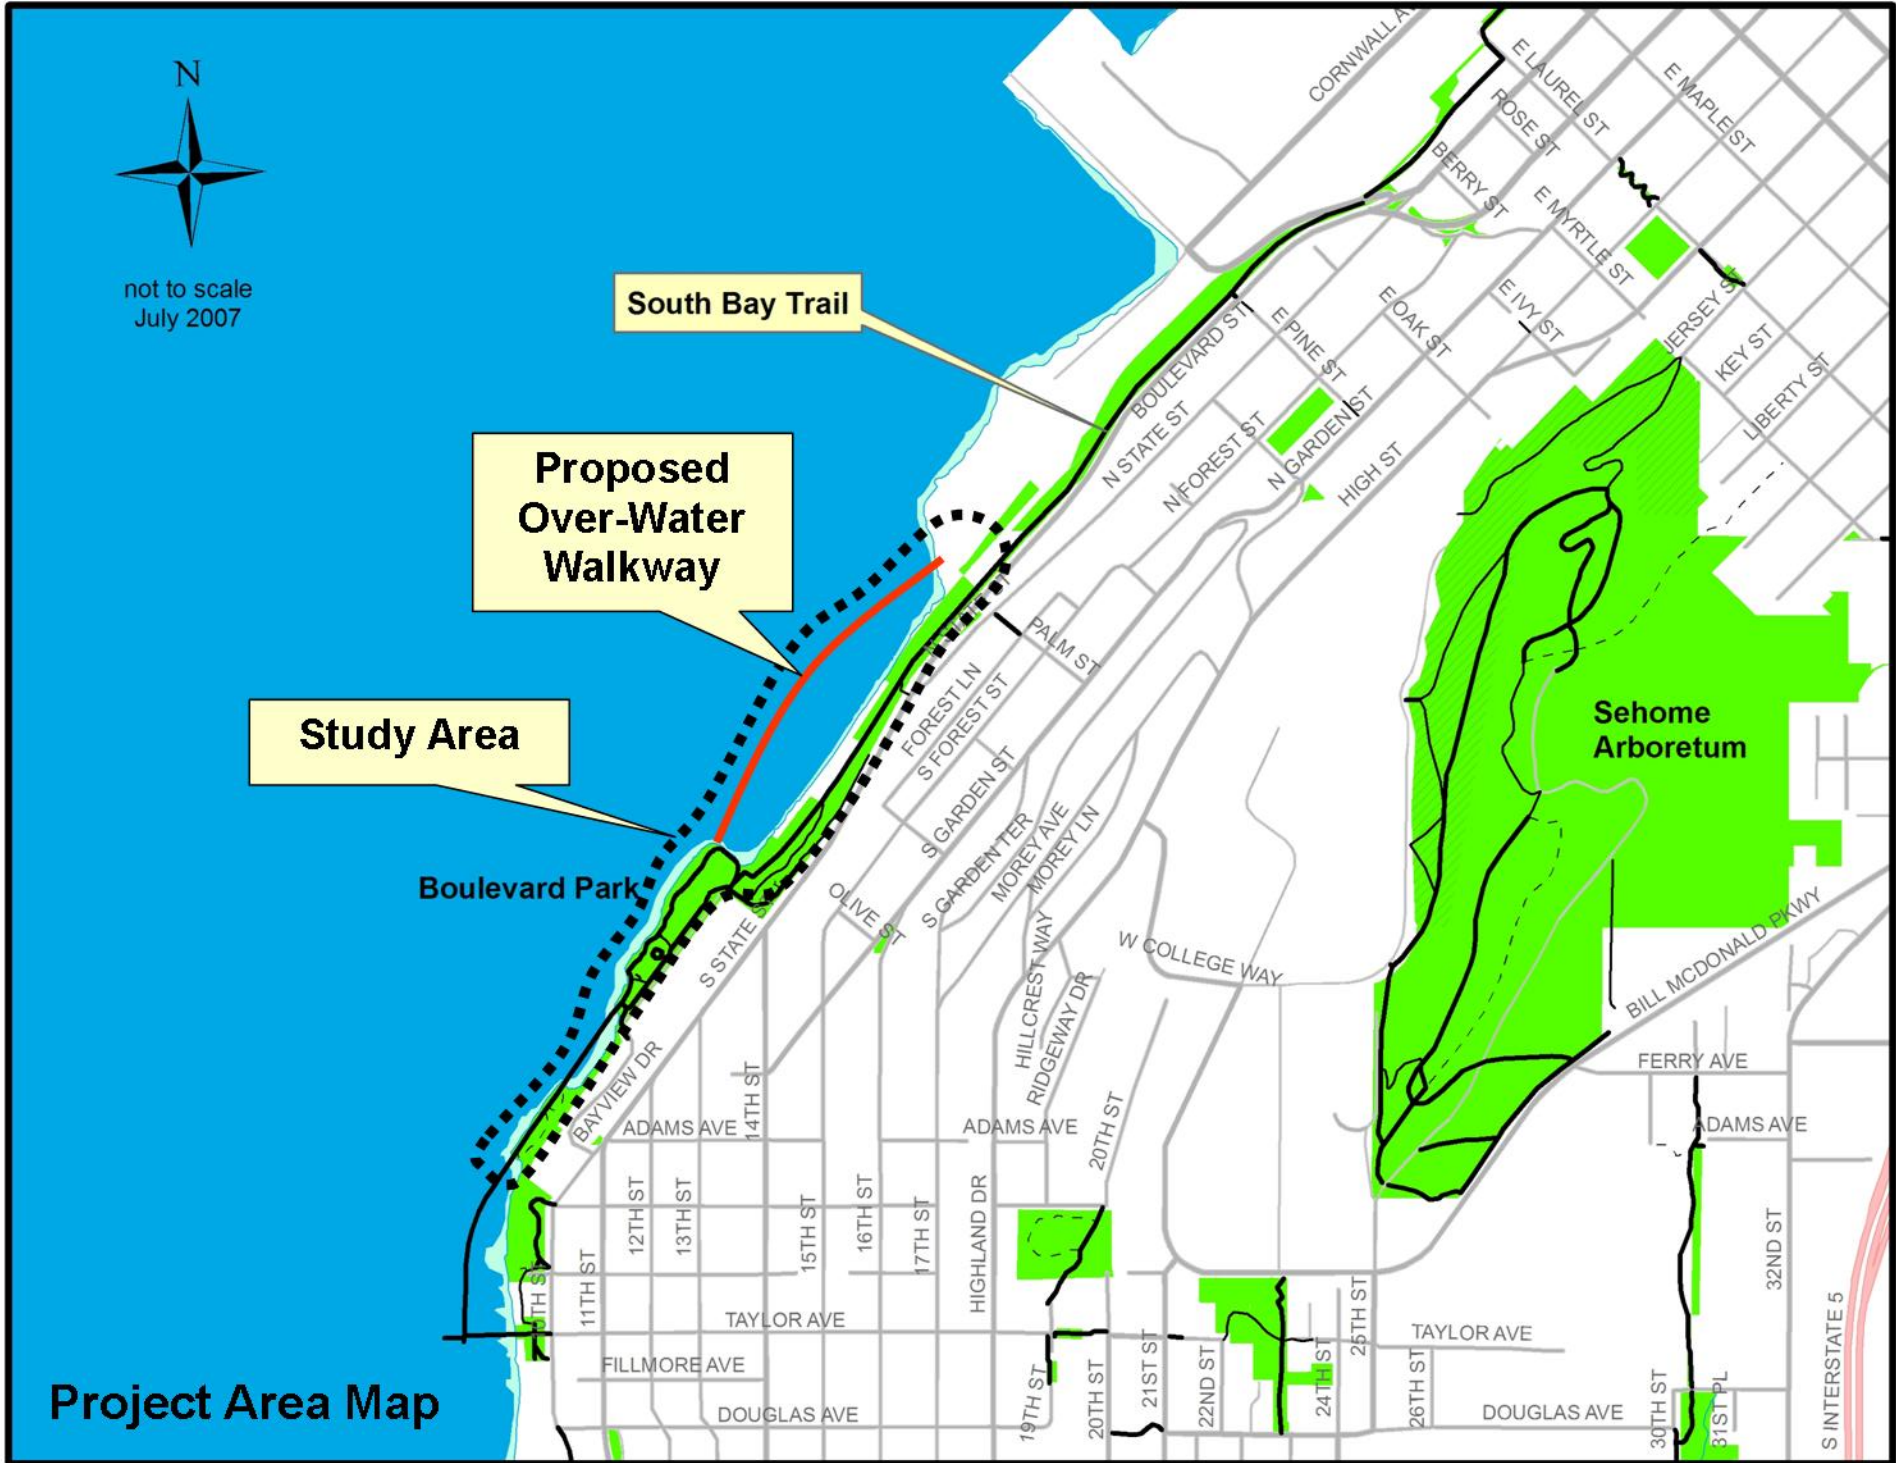 N
not to scale
July 2007
South Bay Trail
Proposed
Over-Water
Walkway
Study Area
Boulevard Park
Sehome
Arboretum
Project Area Map
CORNWALL AV
E LAUREL ST
E MAPLE ST
ROSE ST
BERRY ST
E MYRTLE ST
E IVY ST
E OAK ST
E PINE ST
JERSEY ST
KEY ST
LIBERTY ST
BOULEVARD ST
N STATE ST
N FOREST ST
N GARDEN ST
HIGH ST
PALM ST
FOREST LN
S FOREST ST
S GARDEN ST
S GARDEN TER
MOREY AVE
MOREY LN
OLIVE ST
S STATE
HILLCREST WAY
RIDGEWAY DR
W COLLEGE WAY
BILL MCDONALD PKWY
BAYVIEW DR
14TH ST
ADAMS AVE
ADAMS AVE
20TH ST
FERRY AVE
ADAMS AVE
12TH ST
13TH ST
15TH ST
16TH ST
17TH ST
HIGHLAND DR
10TH ST
11TH ST
32ND ST
S INTERSTATE 5
TAYLOR AVE
TAYLOR AVE
FILLMORE AVE
DOUGLAS AVE
DOUGLAS AVE
19TH ST
20TH ST
21ST ST
22ND ST
24TH ST
25TH ST
26TH ST
30TH ST
31ST PL